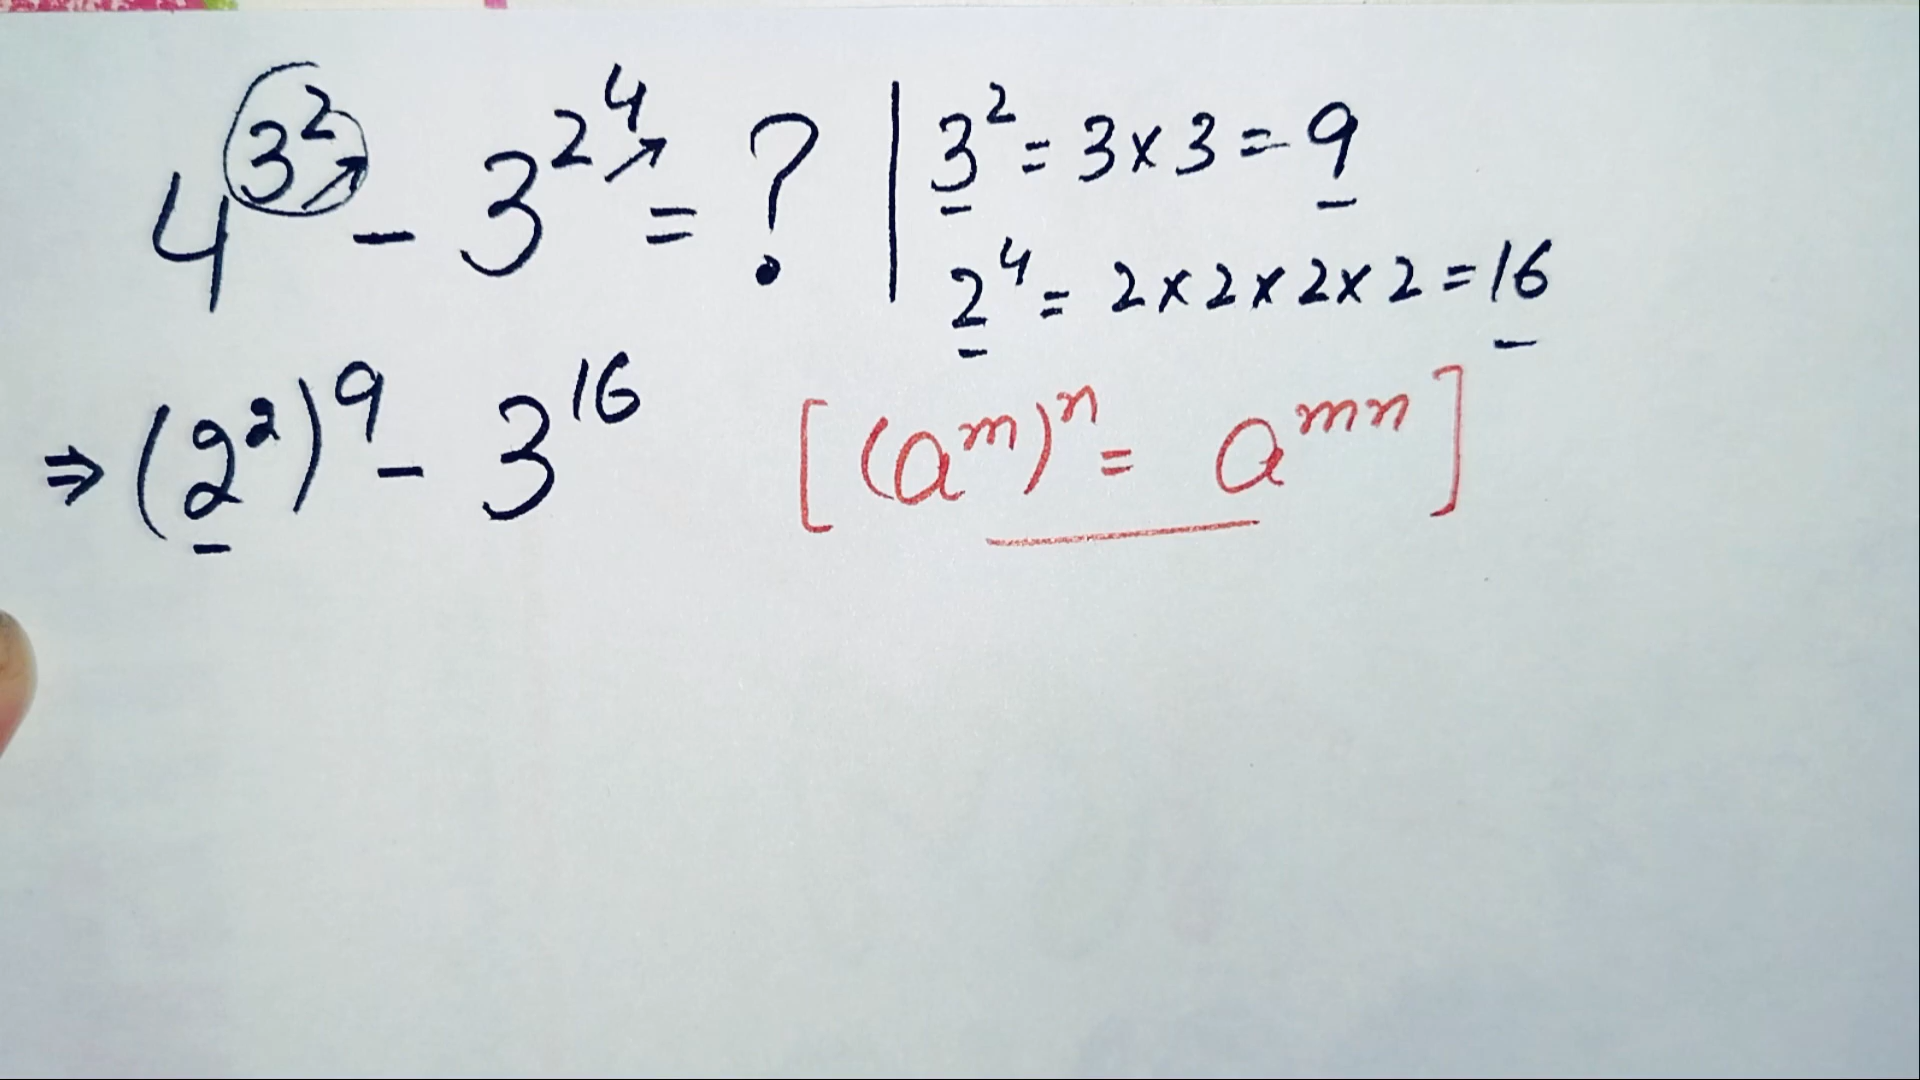 4^{3^2} - 3^{2^4} = ?
3^2 = 3 × 3 = 9
2^4 = 2 × 2 × 2 × 2 = 16
⇒ (2^2)^9 - 3^{16} [(a^m)^n = a^{mn}]